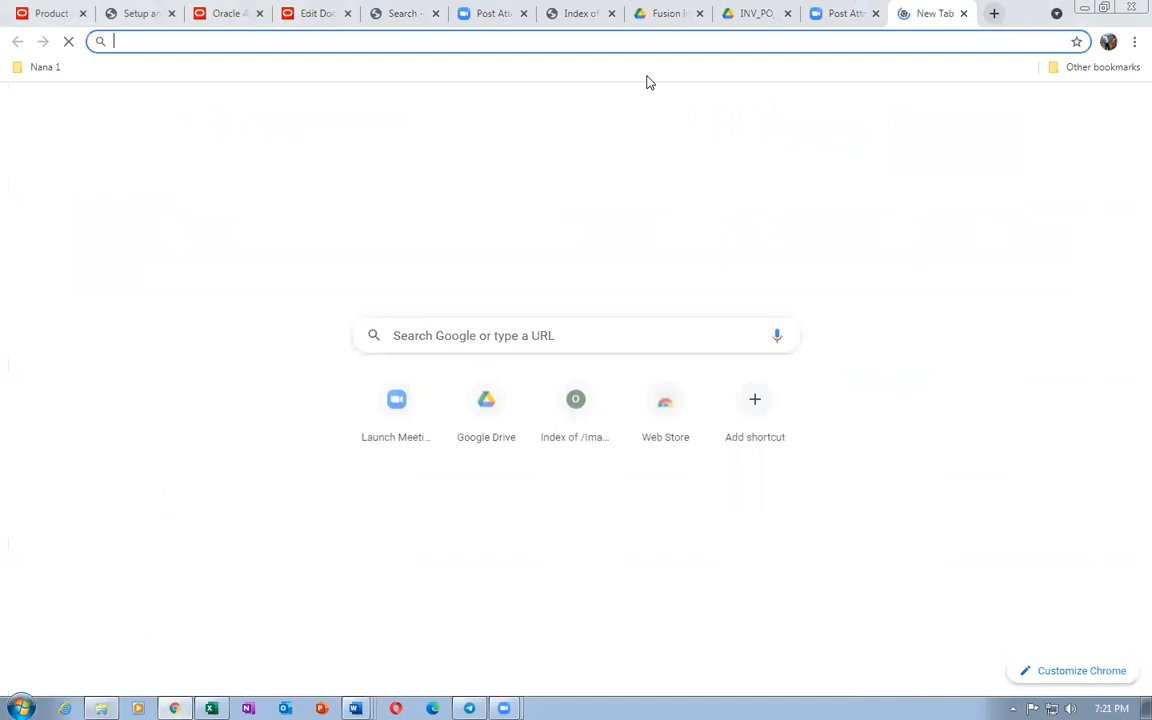 Product
Setup an
Oracle A
Edit Doc
Search -
Post Att
Index of
Fusion I
INV_PO_
Post Att
New Tab
Nana 1
Other bookmarks
Search Google or type a URL
Launch Meeti...
Google Drive
Index of /Ima...
Web Store
Add shortcut
Customize Chrome
7:21 PM